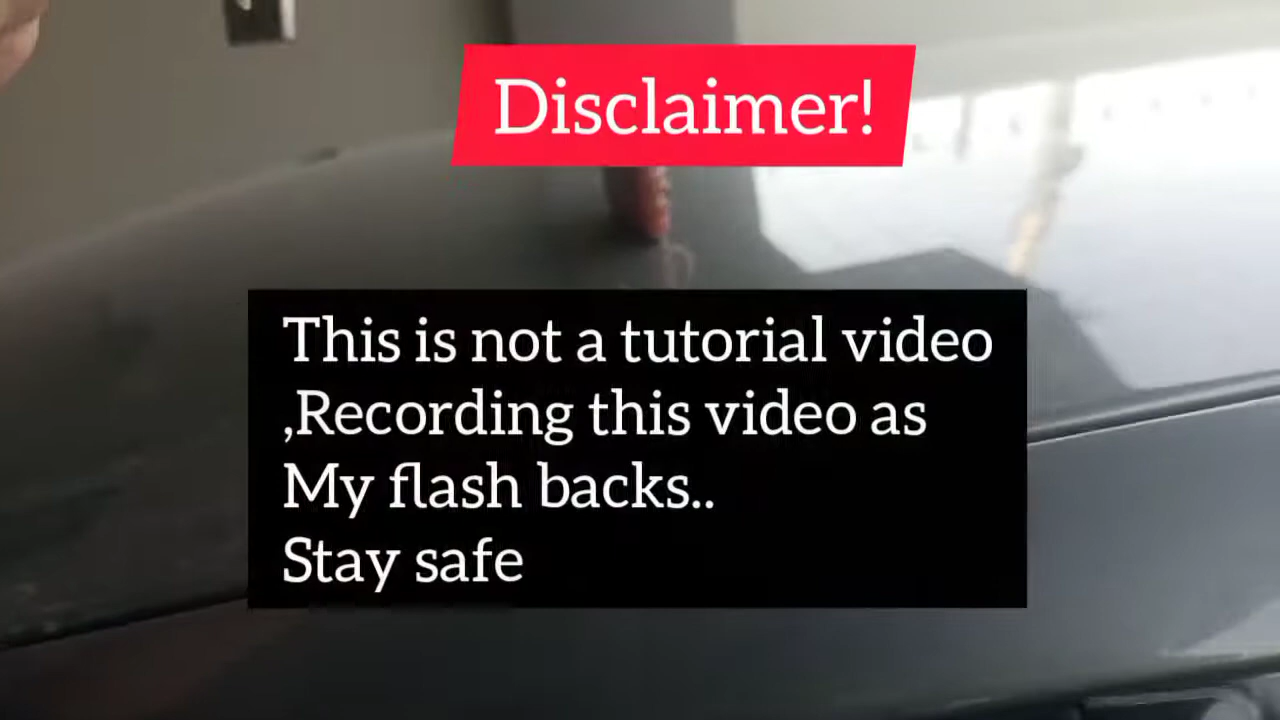 Disclaimer!
This is not a tutorial video
,Recording this video as
My flash backs..
Stay safe